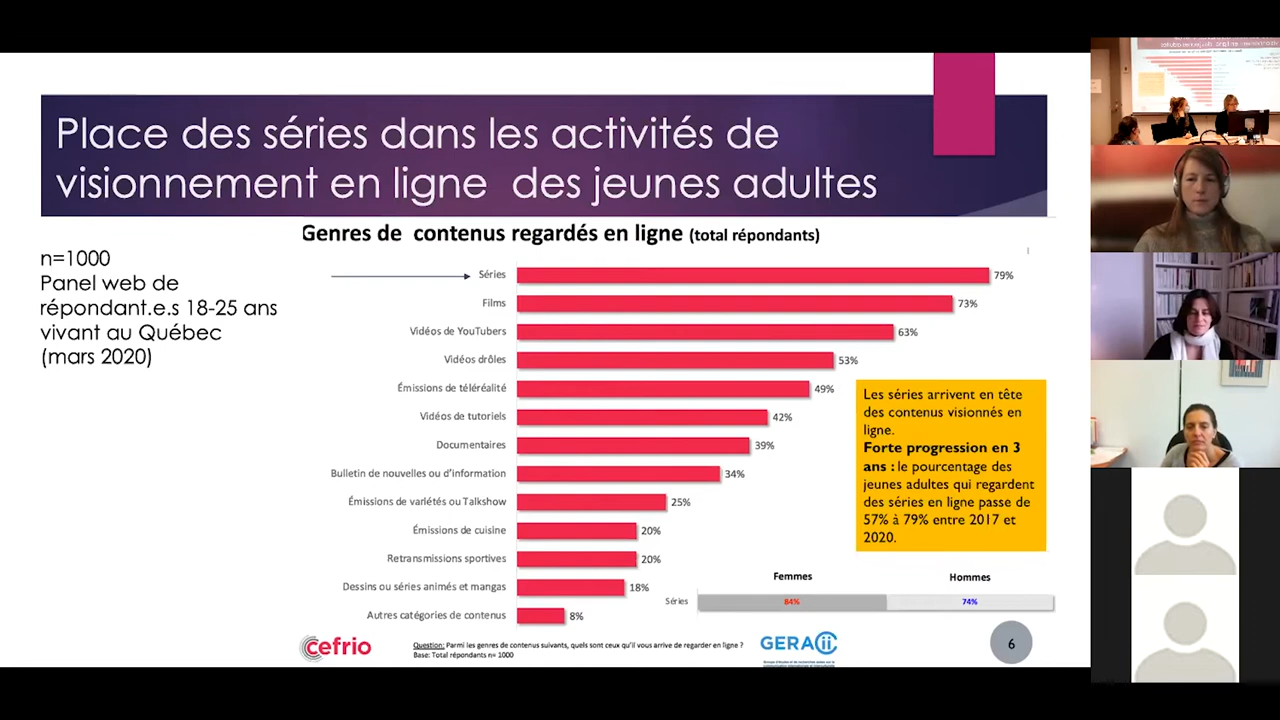 Place des séries dans les activités de
visionnement en ligne des jeunes adultes
n=1000
Panel web de
répondant.e.s 18-25 ans
vivant au Québec
(mars 2020)
Genres de contenus regardés en ligne (total répondants)
Séries 79%
Films 73%
Vidéos de YouTubers 63%
Vidéos drôles 53%
Émissions de téléréalité 49%
Vidéos de tutoriels 42%
Documentaires 39%
Bulletin de nouvelles ou d'information 34%
Émissions de variétés ou Talkshow 25%
Émissions de cuisine 20%
Retransmissions sportives 20%
Dessins ou séries animés et mangas 18%
Autres catégories de contenus 8%
Les séries arrivent en tête
des contenus visionnés en
ligne.
Forte progression en 3
ans : le pourcentage des
jeunes adultes qui regardent
des séries en ligne passe de
57% à 79% entre 2017 et
2020.
Femmes Hommes
Séries 84% 74%
cefrio
Question: Parmi les genres de contenus suivants, quels sont ceux qu'il vous arrive de regarder en ligne ?
Base: Total répondants n= 1000
GERACii
6